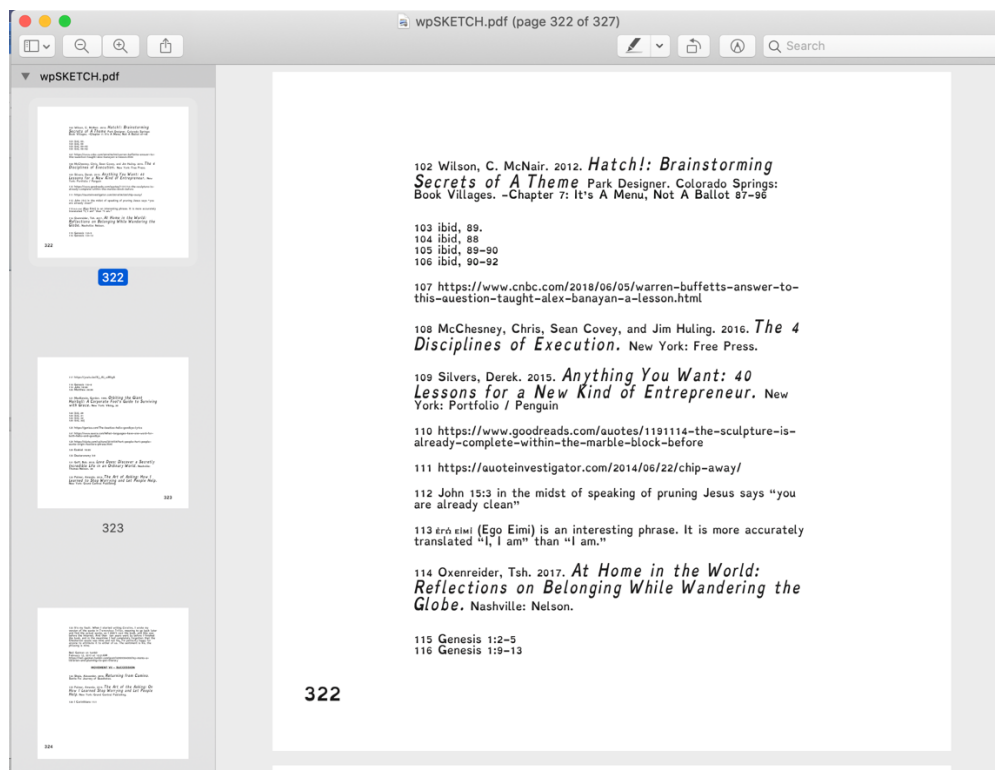 wpSKETCH.pdf (page 322 of 327)
Search
wpSKETCH.pdf
322
322
323
323
324
102 Wilson, C. McNair. 2012. Hatch!: Brainstorming
Secrets of A Theme Park Designer. Colorado Springs:
Book Villages. –Chapter 7: It's A Menu, Not A Ballot 87–96
103 ibid, 89.
104 ibid, 88
105 ibid, 89–90
106 ibid, 90–92
107 https://www.cnbc.com/2018/06/05/warren-buffetts-answer-to-
this-question-taught-alex-banayan-a-lesson.html
108 McChesney, Chris, Sean Covey, and Jim Huling. 2016. The 4
Disciplines of Execution. New York: Free Press.
109 Silvers, Derek. 2015. Anything You Want: 40
Lessons for a New Kind of Entrepreneur. New
York: Portfolio / Penguin
110 https://www.goodreads.com/quotes/1191114-the-sculpture-is-
already-complete-within-the-marble-block-before
111 https://quoteinvestigator.com/2014/06/22/chip-away/
112 John 15:3 in the midst of speaking of pruning Jesus says "you
are already clean"
113 ἐγώ εἰμί (Ego Eimi) is an interesting phrase. It is more accurately
translated "I, I am" than "I am."
114 Oxenreider, Tsh. 2017. At Home in the World:
Reflections on Belonging While Wandering the
Globe. Nashville: Nelson.
115 Genesis 1:2–5
116 Genesis 1:9–13
322